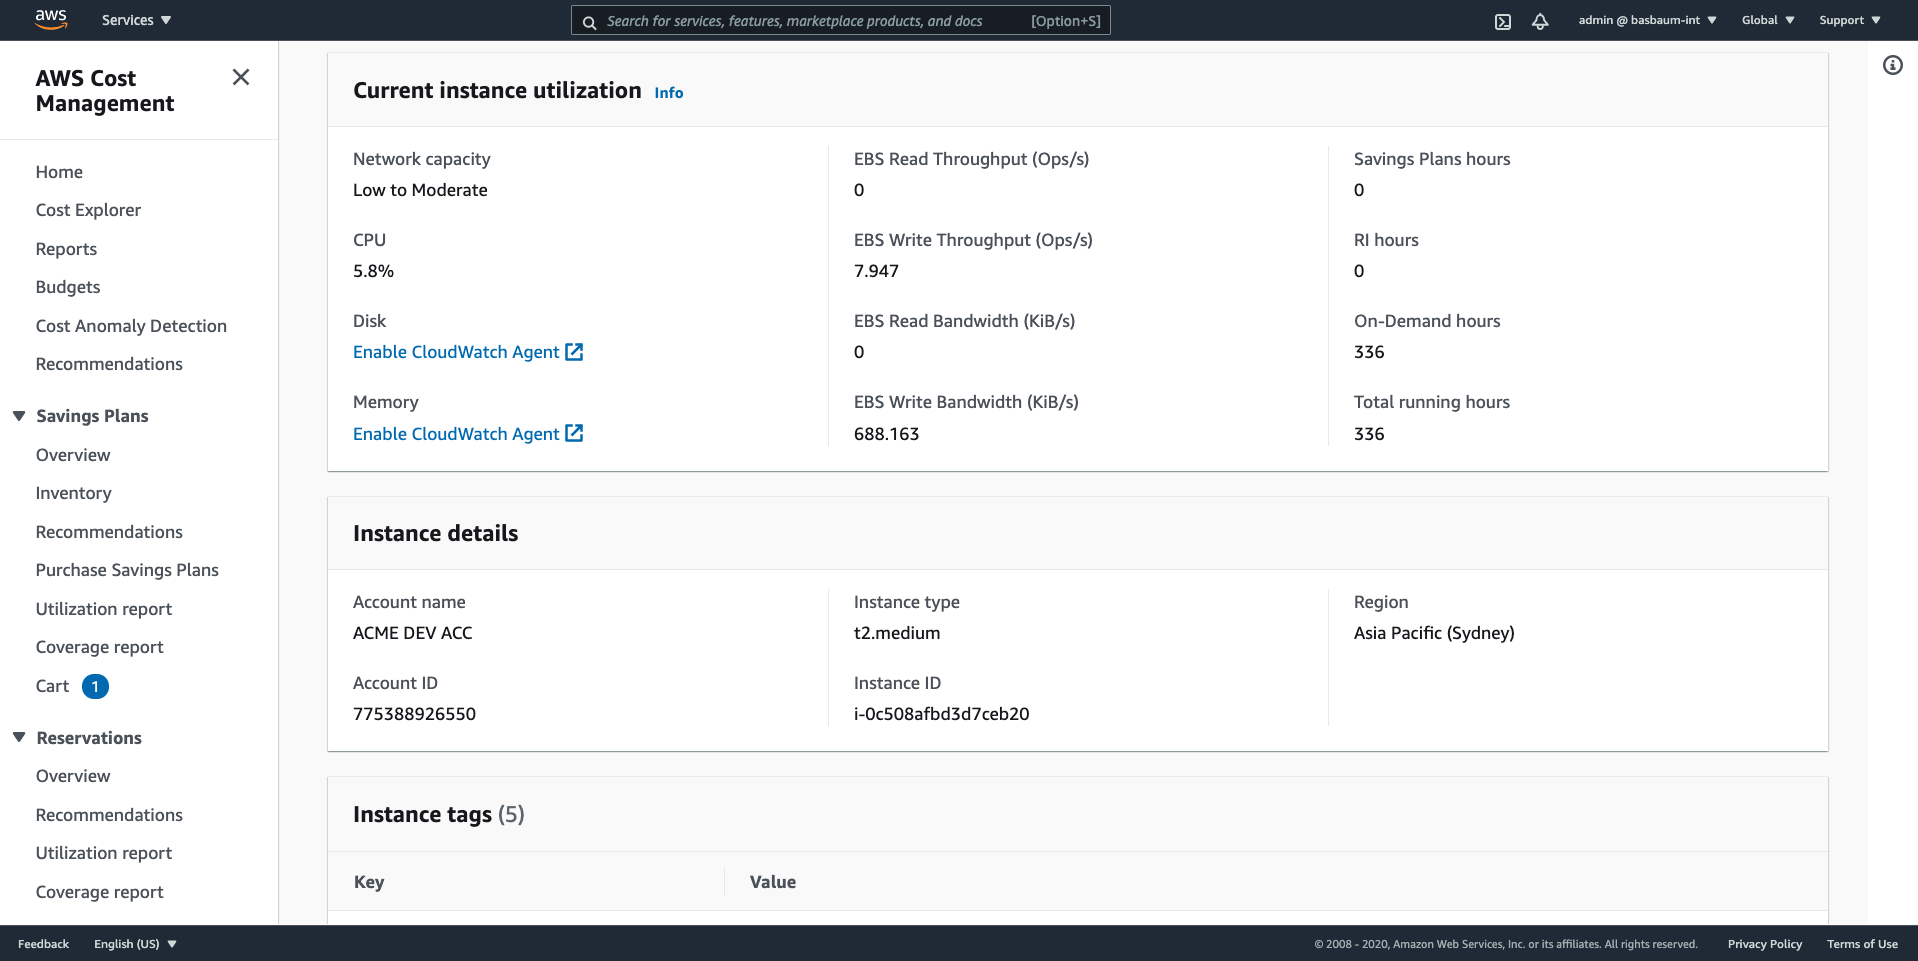 aws
Services
Search for services, features, marketplace products, and docs [Option+S]
admin @ basbaum-int
Global
Support
AWS Cost
Management
Home
Cost Explorer
Reports
Budgets
Cost Anomaly Detection
Recommendations
Savings Plans
Overview
Inventory
Recommendations
Purchase Savings Plans
Utilization report
Coverage report
Cart 1
Reservations
Overview
Recommendations
Utilization report
Coverage report
Current instance utilization Info
Network capacity
Low to Moderate
CPU
5.8%
Disk
Enable CloudWatch Agent
Memory
Enable CloudWatch Agent
EBS Read Throughput (Ops/s)
0
EBS Write Throughput (Ops/s)
7.947
EBS Read Bandwidth (KiB/s)
0
EBS Write Bandwidth (KiB/s)
688.163
Savings Plans hours
0
RI hours
0
On-Demand hours
336
Total running hours
336
Instance details
Account name
ACME DEV ACC
Account ID
775388926550
Instance type
t2.medium
Instance ID
i-0c508afbd3d7ceb20
Region
Asia Pacific (Sydney)
Instance tags (5)
Key
Value
Feedback
English (US)
© 2008 - 2020, Amazon Web Services, Inc. or its affiliates. All rights reserved.
Privacy Policy
Terms of Use